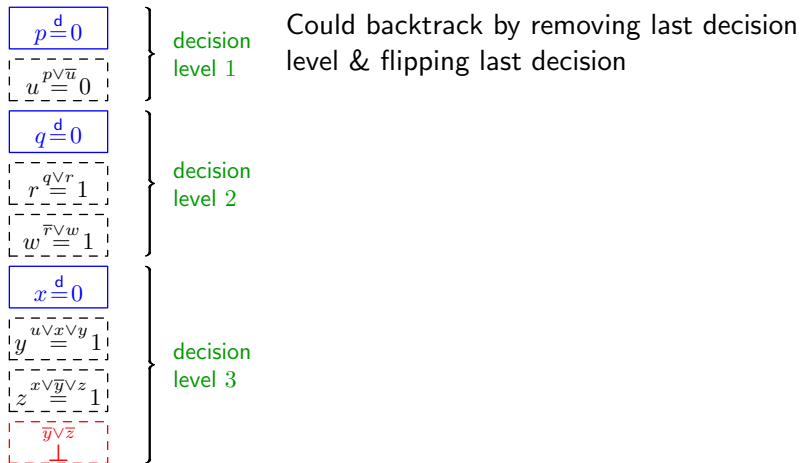 p d= 0
decision
level 1
u p∨u̅= 0
q d= 0
r q∨r= 1
decision
level 2
w r̅∨w= 1
x d= 0
y u∨x∨y= 1
decision
level 3
z x∨y̅∨z= 1
y̅∨z̅
⊥
Could backtrack by removing last decision
level & flipping last decision